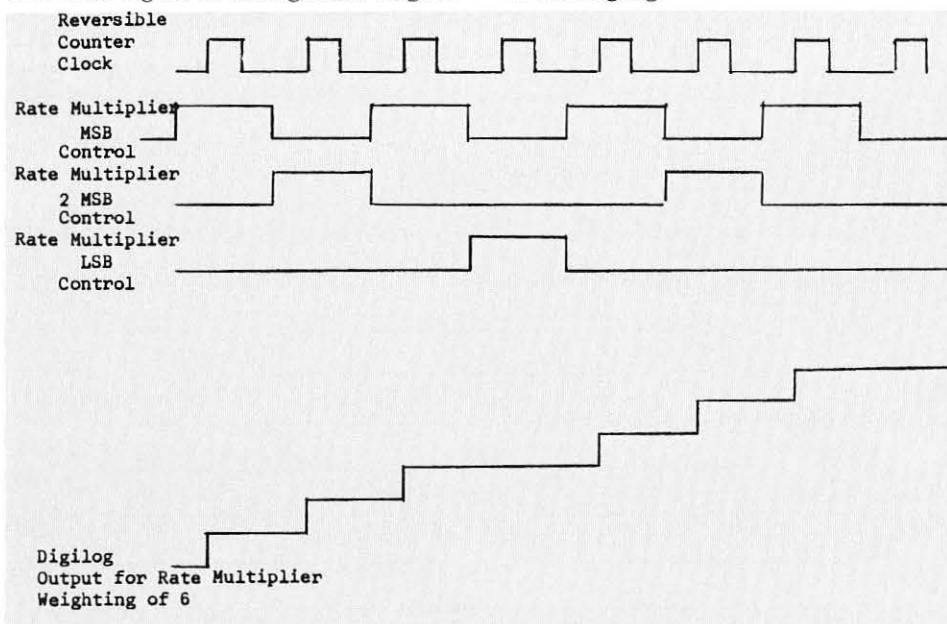 Reversible
Counter
Clock
Rate Multiplier
MSB
Control
Rate Multiplier
2 MSB
Control
Rate Multiplier
LSB
Control
Digilog
Output for Rate Multiplier
Weighting of 6